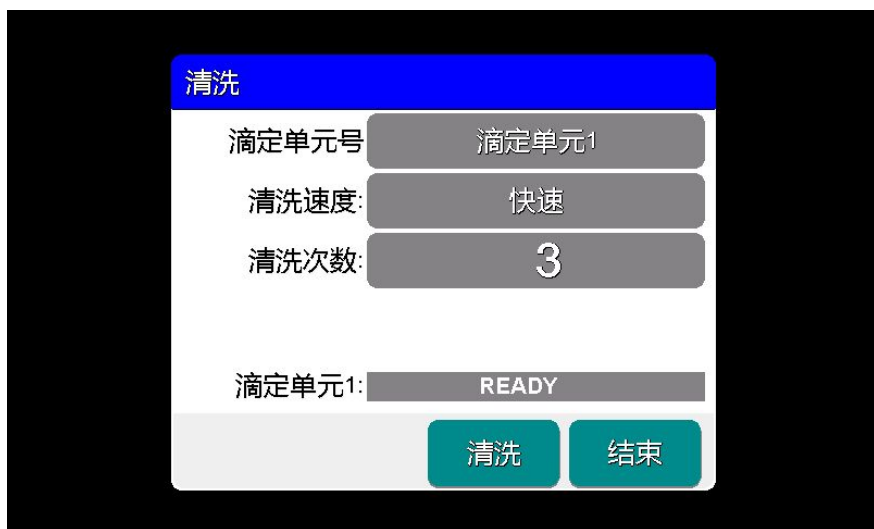 清洗
滴定单元号 滴定单元1
清洗速度: 快速
清洗次数: 3
滴定单元1: READY
清洗 结束